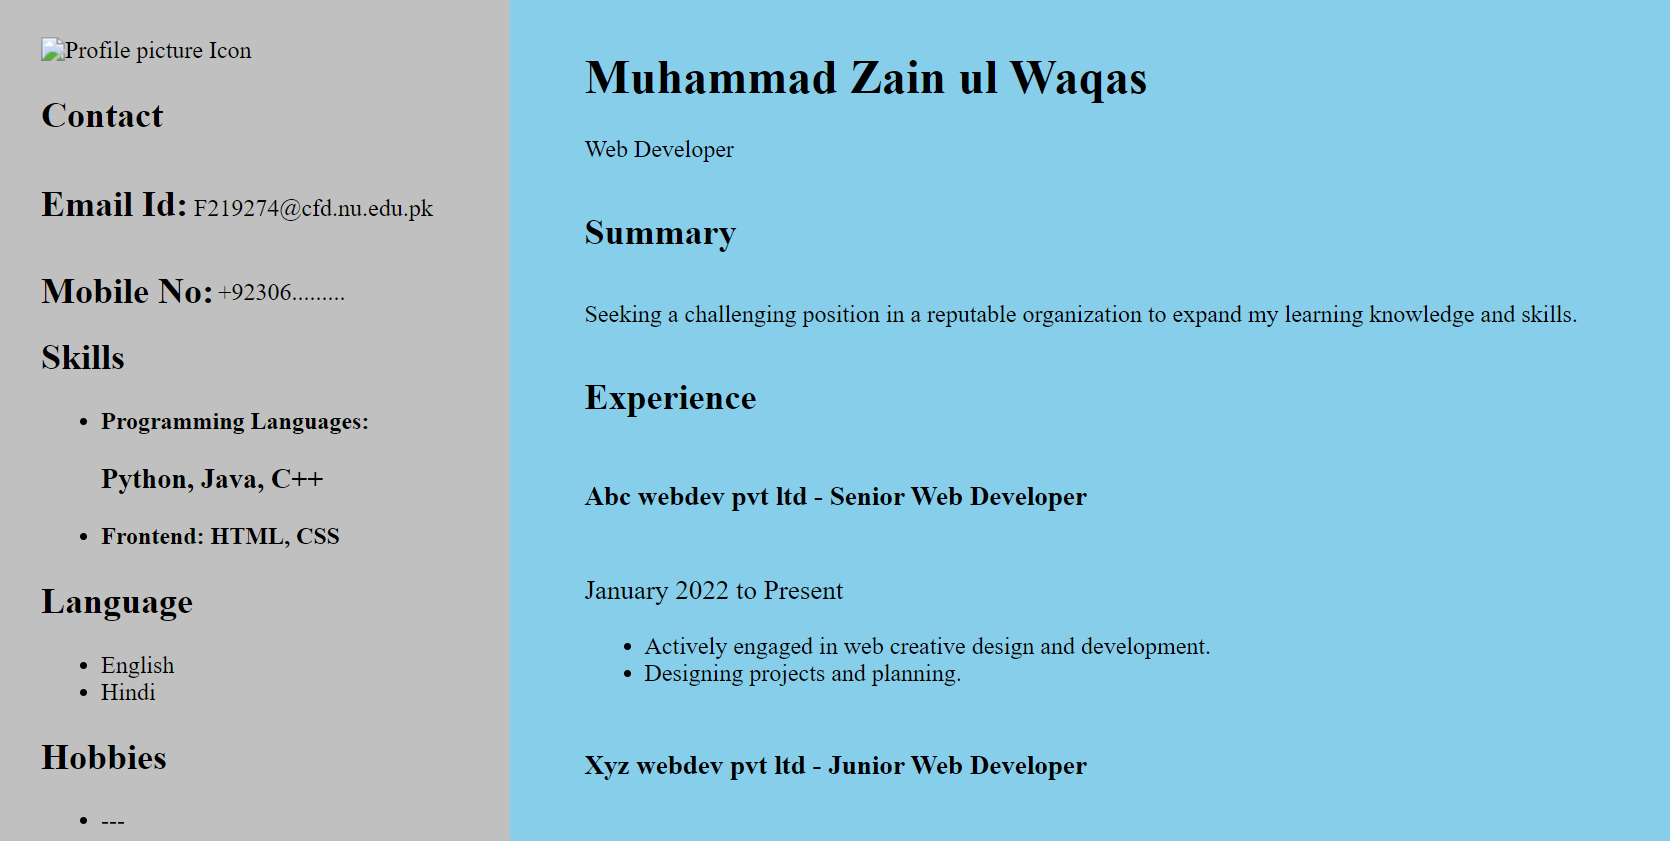 Profile picture Icon
Contact
Email Id: F219274@cfd.nu.edu.pk
Mobile No: +92306.........
Skills
• Programming Languages:
Python, Java, C++
• Frontend: HTML, CSS
Language
• English
• Hindi
Hobbies
• ---
Muhammad Zain ul Waqas
Web Developer
Summary
Seeking a challenging position in a reputable organization to expand my learning knowledge and skills.
Experience
Abc webdev pvt ltd - Senior Web Developer
January 2022 to Present
• Actively engaged in web creative design and development.
• Designing projects and planning.
Xyz webdev pvt ltd - Junior Web Developer